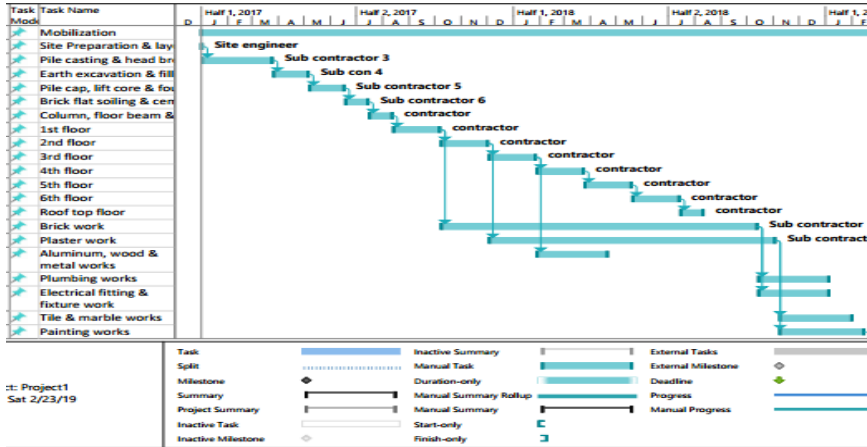 Task Task Name Half 1, 2017 Half 2, 2017 Half 1, 2018 Half 2, 2018 Half 1, 2
Mode D J F M A M J J A S O N D J F M A M J J A S O N D J F
Mobilization
Site Preparation & lay Site engineer
Pile casting & head br Sub contractor 3
Earth excavation & fill Sub con 4
Pile cap, lift core & fou Sub contractor 5
Brick flat soiling & cen Sub contractor 6
Column, floor beam & contractor
1st floor contractor
2nd floor contractor
3rd floor contractor
4th floor contractor
5th floor contractor
6th floor contractor
Roof top floor contractor
Brick work Sub contractor
Plaster work Sub contract
Aluminum, wood &
metal works
Plumbing works
Electrical fitting &
fixture work
Tile & marble works
Painting works
Task Inactive Summary External Tasks
Split Manual Task External Milestone
Milestone Duration-only Deadline
Summary Manual Summary Rollup Progress
Project Summary Manual Summary Manual Progress
Inactive Task Start-only
Inactive Milestone Finish-only
ct: Project1
Sat 2/23/19